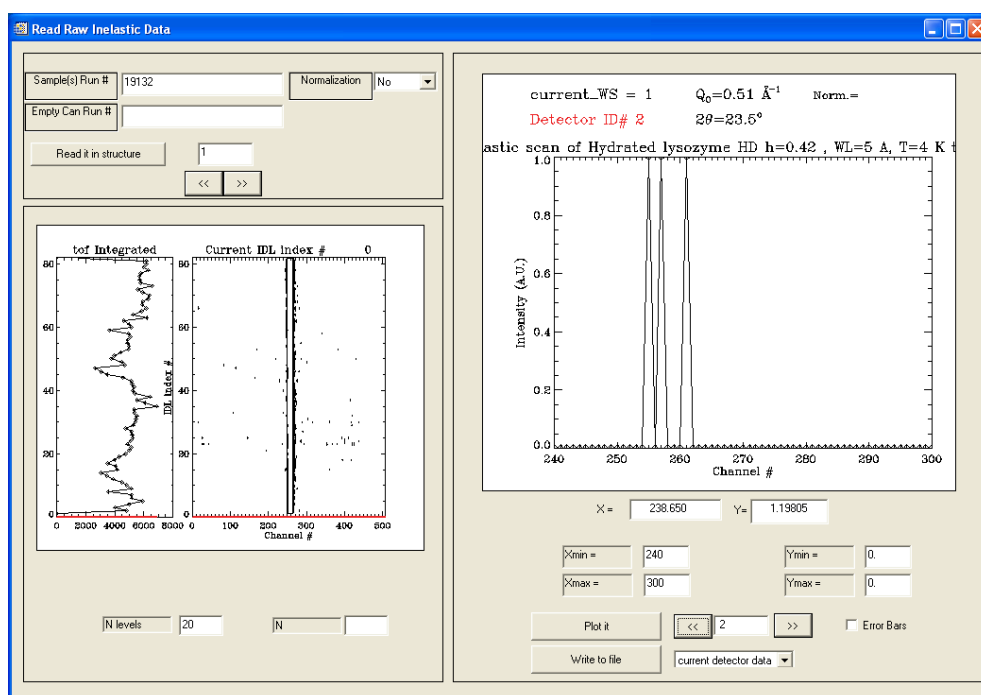 Read Raw Inelastic Data
Sample(s) Run #
19132
Normalization
No
Empty Can Run #
Read it in structure
1
<<
>>
tof Integrated
Current IDL index # 0
80
60
40
20
0
0 2000 4000 6000 8000
IDL index #
80
60
40
20
0
0 100 200 300 400 500
Channel #
N levels
20
N
current_WS = 1 Q₀=0.51 Å⁻¹ Norm.=
Detector ID# 2 2θ=23.5°
astic scan of Hydrated lysozyme HD h=0.42 , WL=5 A, T=4 K t
1.0
0.8
0.6
0.4
0.2
0.0
Intensity (A.U.)
240 250 260 270 280 290 300
Channel #
X =
238.650
Y=
1.19805
Xmin =
240
Ymin =
0.
Xmax =
300
Ymax =
0.
Plot it
<<
2
>>
Error Bars
Write to file
current detector data